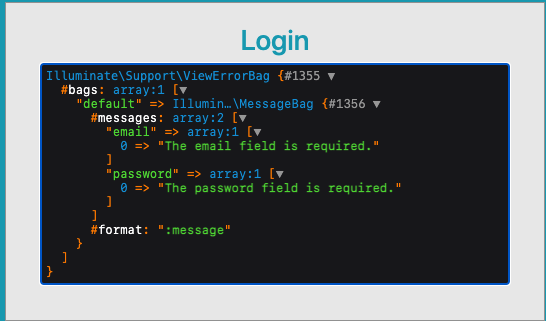 Login
Illuminate\Support\ViewErrorBag {#1355 ▼
#bags: array:1 [▼
"default" => Illumin…\MessageBag {#1356 ▼
#messages: array:2 [▼
"email" => array:1 [▼
0 => "The email field is required."
]
"password" => array:1 [▼
0 => "The password field is required."
]
]
#format: ":message"
}
]
}